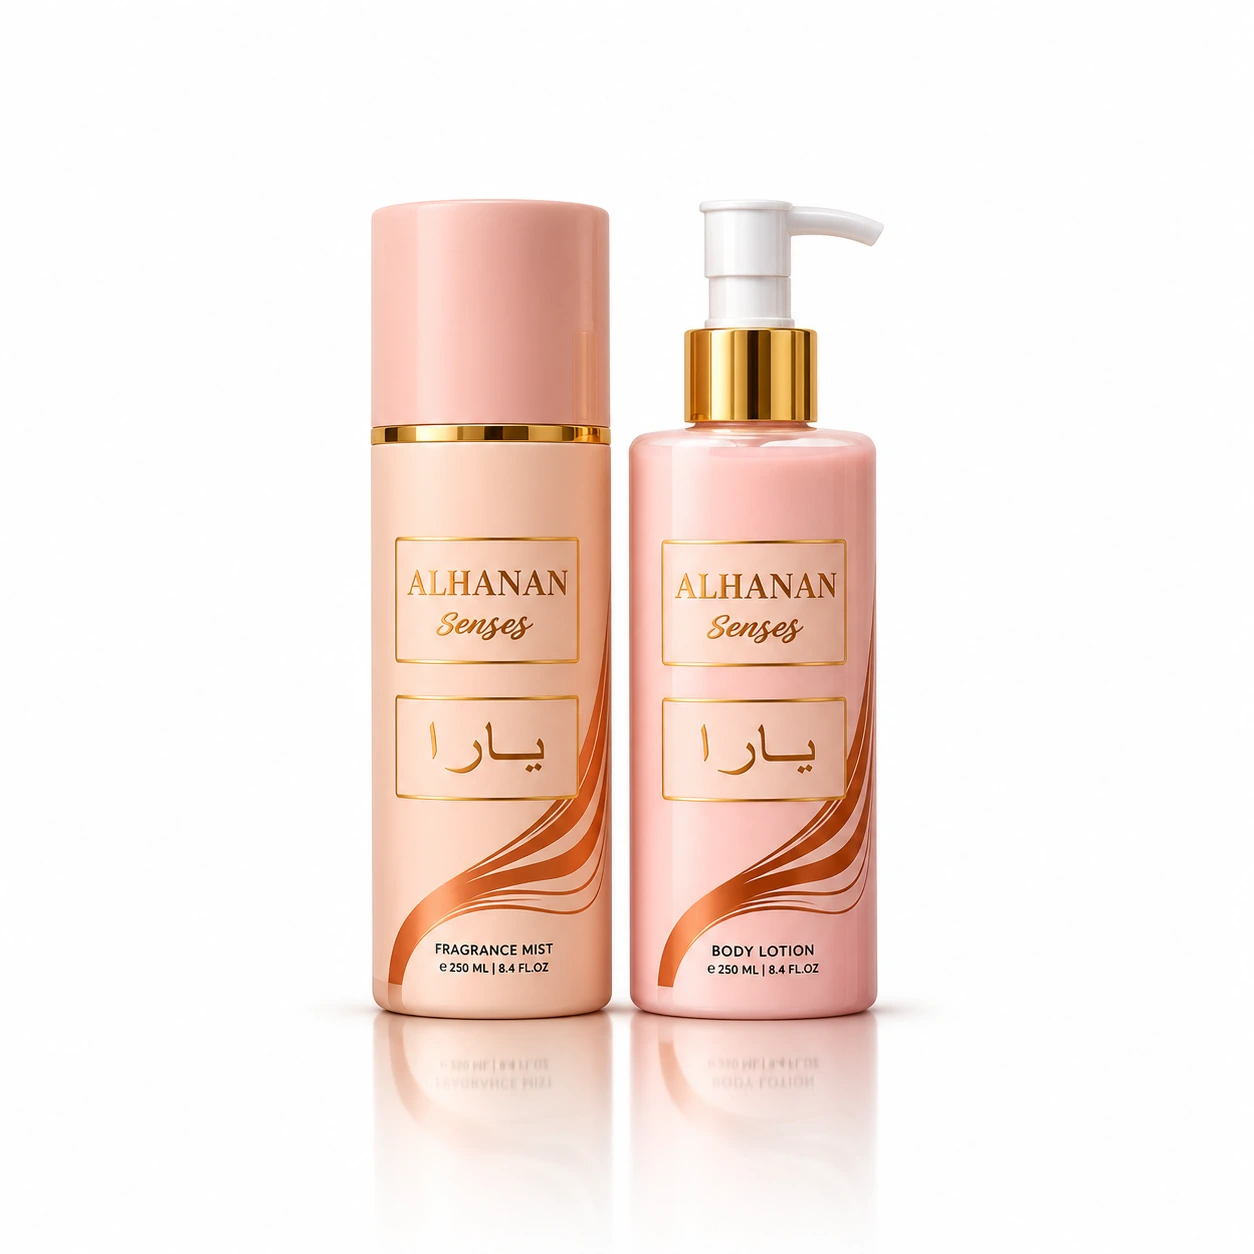 ALHANAN
Senses
يارا
FRAGRANCE MIST
e 250 ML | 8.4 FL.OZ
ALHANAN
Senses
يارا
BODY LOTION
e 250 ML | 8.4 FL.OZ